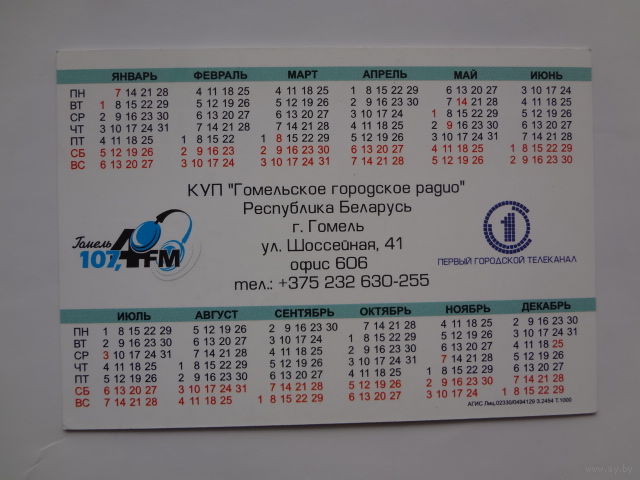 ЯНВАРЬ ФЕВРАЛЬ МАРТ АПРЕЛЬ МАЙ ИЮНЬ
ПН 7 14 21 28 4 11 18 25 4 11 18 25 1 8 15 22 29 6 13 20 27 3 10 17 24
ВТ 1 8 15 22 29 5 12 19 26 5 12 19 26 2 9 16 23 30 7 14 21 28 4 11 18 25
СР 2 9 16 23 30 6 13 20 27 6 13 20 27 3 10 17 24 1 8 15 22 29 5 12 19 26
ЧТ 3 10 17 24 31 7 14 21 28 7 14 21 28 4 11 18 25 2 9 16 23 30 6 13 20 27
ПТ 4 11 18 25 1 8 15 22 1 8 15 22 29 5 12 19 26 3 10 17 24 31 7 14 21 28
СБ 5 12 19 26 2 9 16 23 2 9 16 23 30 6 13 20 27 4 11 18 25 1 8 15 22 29
ВС 6 13 20 27 3 10 17 24 3 10 17 24 31 7 14 21 28 5 12 19 26 2 9 16 23 30
КУП "Гомельское городское радио"
Республика Беларусь
г. Гомель
ул. Шоссейная, 41
офис 606
тел.: +375 232 630-255
Гомель
107,4 FM
1
ПЕРВЫЙ ГОРОДСКОЙ ТЕЛЕКАНАЛ
ИЮЛЬ АВГУСТ СЕНТЯБРЬ ОКТЯБРЬ НОЯБРЬ ДЕКАБРЬ
ПН 1 8 15 22 29 5 12 19 26 2 9 16 23 30 7 14 21 28 4 11 18 25 2 9 16 23 30
ВТ 2 9 16 23 30 6 13 20 27 3 10 17 24 1 8 15 22 29 5 12 19 26 3 10 17 24 31
СР 3 10 17 24 31 7 14 21 28 4 11 18 25 2 9 16 23 30 6 13 20 27 4 11 18 25
ЧТ 4 11 18 25 1 8 15 22 29 5 12 19 26 3 10 17 24 31 7 14 21 28 5 12 19 26
ПТ 5 12 19 26 2 9 16 23 30 6 13 20 27 4 11 18 25 1 8 15 22 29 6 13 20 27
СБ 6 13 20 27 3 10 17 24 31 7 14 21 28 5 12 19 26 2 9 16 23 30 7 14 21 28
ВС 7 14 21 28 4 11 18 25 1 8 15 22 29 6 13 20 27 3 10 17 24 1 8 15 22 29
АГИС Лиц.02330/0494129 З.2454 Т.1000
www.ay.by